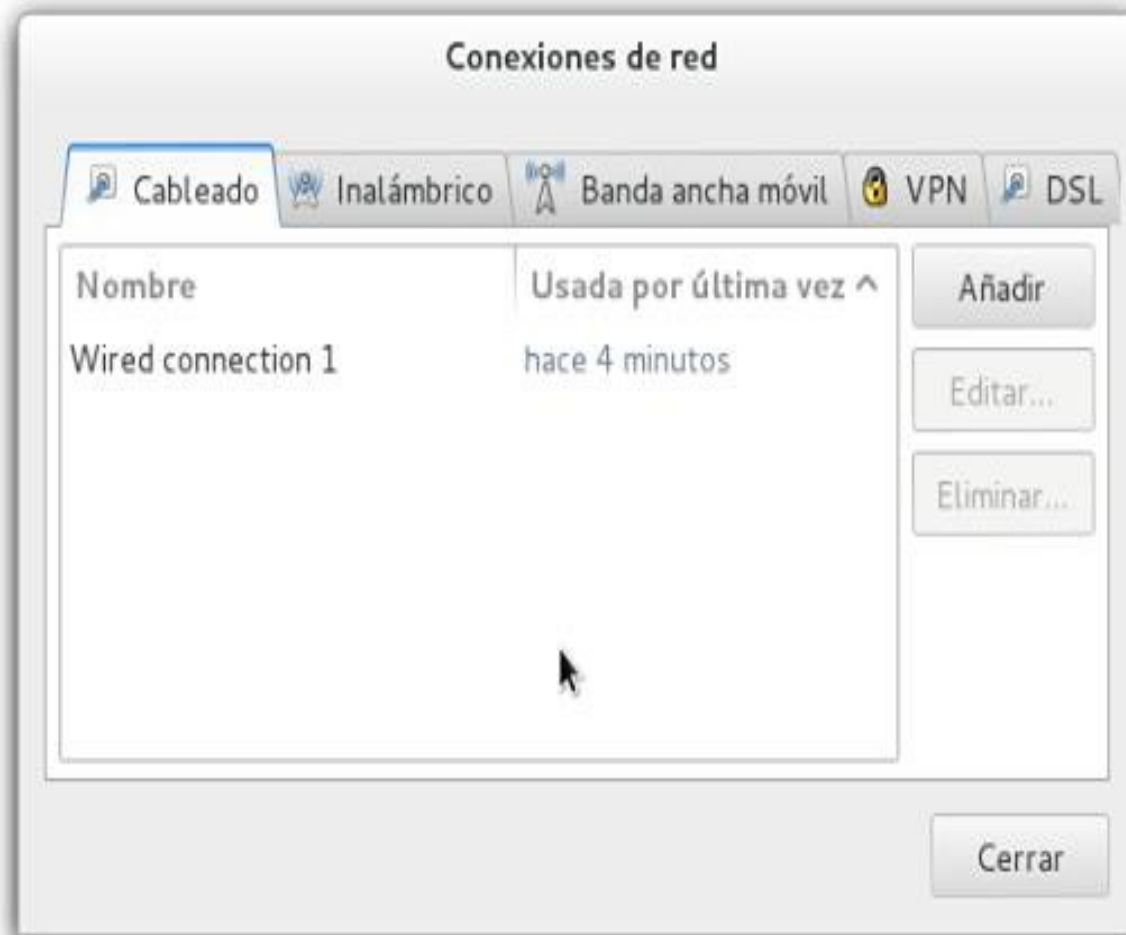 Conexiones de red
Cableado Inalámbrico Banda ancha móvil VPN DSL
Nombre Usada por última vez Añadir
Wired connection 1 hace 4 minutos
Editar...
Eliminar...
Cerrar